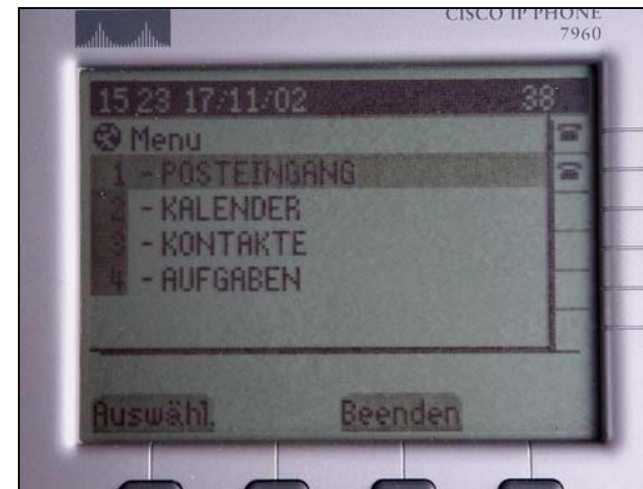 CISCO IP PHONE
7960
15:23 17/11/02 38
Menu
1 - POSTEINGANG
2 - KALENDER
3 - KONTAKTE
4 - AUFGABEN
Auswähl. Beenden